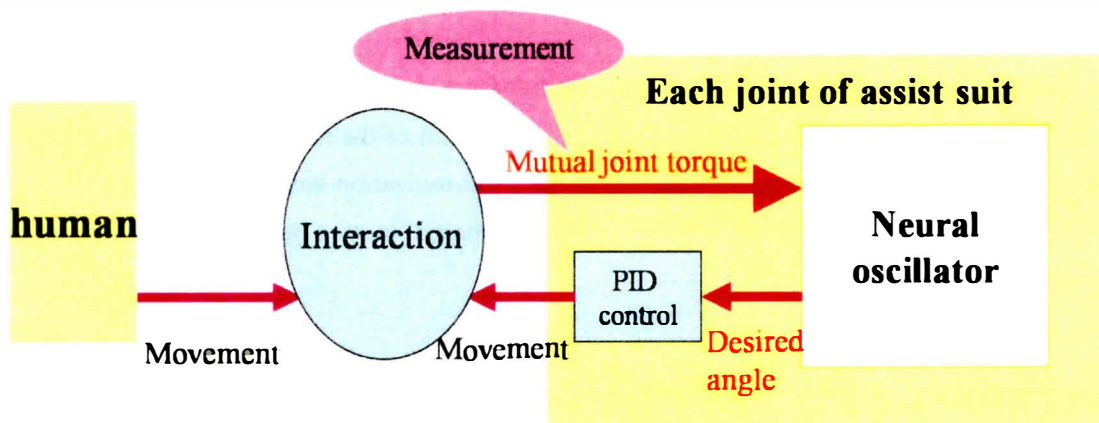 Measurement
Each joint of assist suit
Mutual joint torque
human
Interaction
Neural
oscillator
PID
control
Movement
Movement
Desired
angle